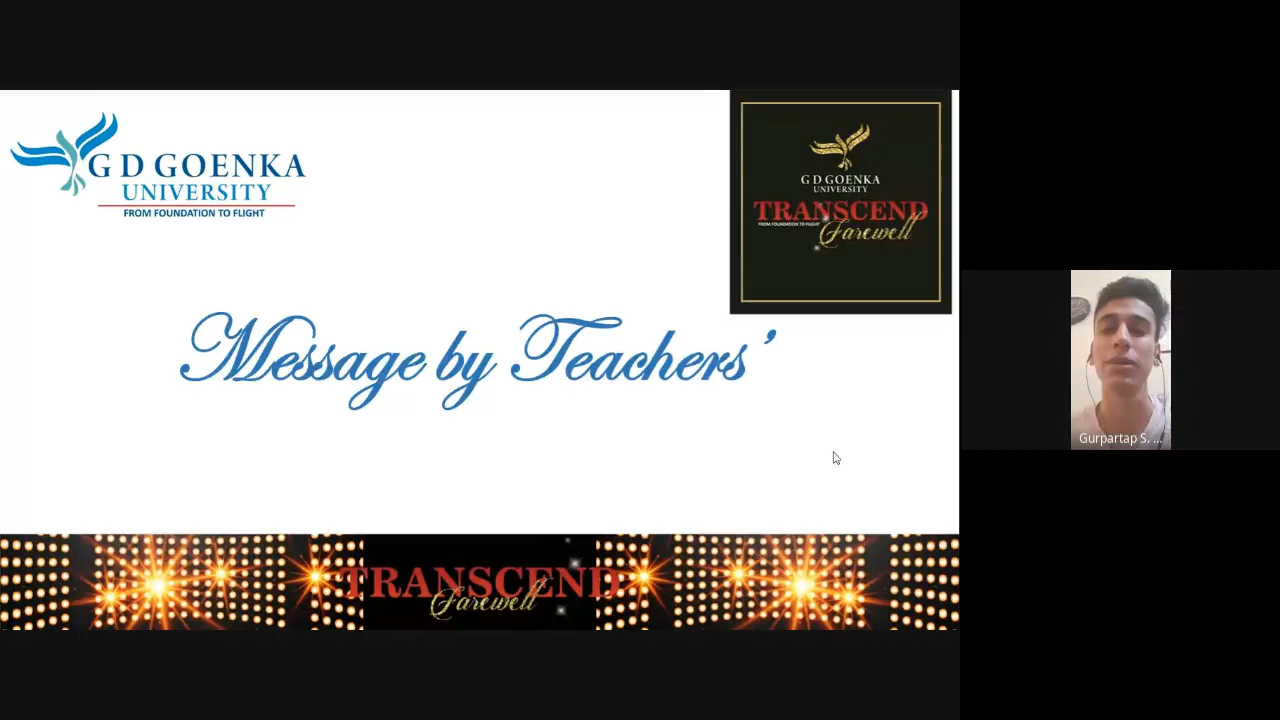 G D GOENKA
UNIVERSITY
FROM FOUNDATION TO FLIGHT
G D GOENKA
UNIVERSITY
TRANSCEND
FROM FOUNDATION TO FLIGHT
Farewell
Message by Teachers'
Gurpartap S. ...
TRANSCEND
Farewell